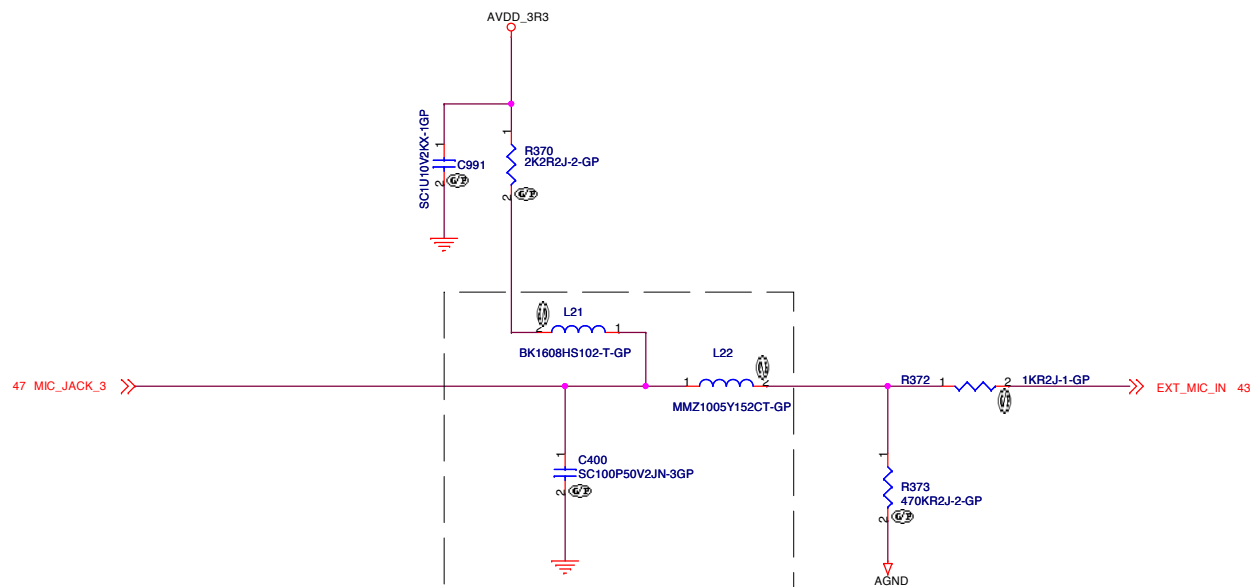 AVDD_3R3
SC1U10V2KX-1GP
1
C991
2
G/P
1
R370
2K2R2J-2-GP
2
G/P
L21
2
1
BK1608HS102-T-GP
L22
1
2
MMZ1005Y152CT-GP
47 MIC_JACK_3
R372
1
2
1KR2J-1-GP
G/P
EXT_MIC_IN 43
1
C400
SC100P50V2JN-3GP
2
G/P
1
R373
470KR2J-2-GP
2
G/P
AGND